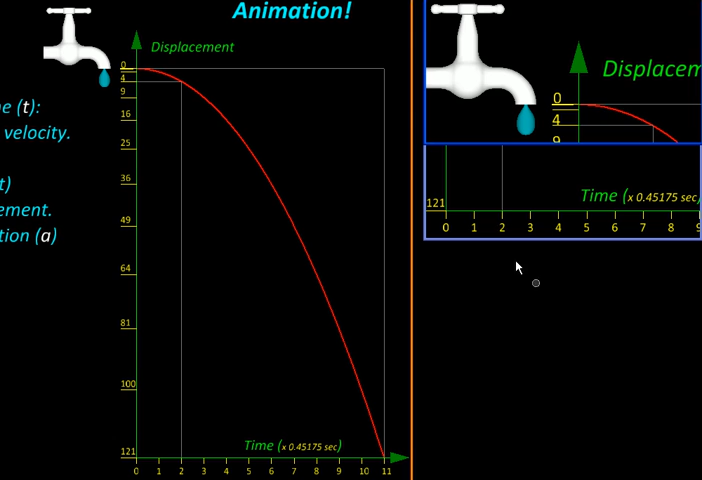 Animation!
Displacement
0
4
9
16
25
36
49
64
81
100
121
Time (x 0.45175 sec)
0 1 2 3 4 5 6 7 8 9 10 11
e (t):
velocity.
t)
ement.
tion (a)
Displacem
0
4
9
121
Time (x 0.45175 sec)
0 1 2 3 4 5 6 7 8 9